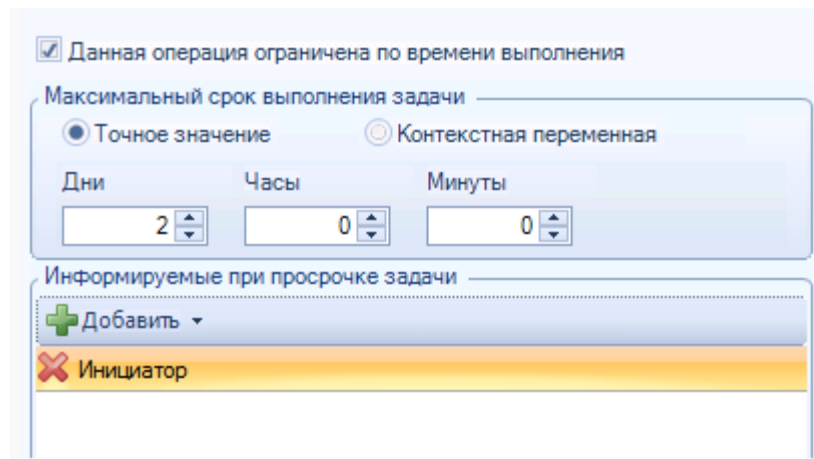 Данная операция ограничена по времени выполнения
Максимальный срок выполнения задачи
Точное значение Контекстная переменная
Дни Часы Минуты
2 0 0
Информируемые при просрочке задачи
Добавить
Инициатор